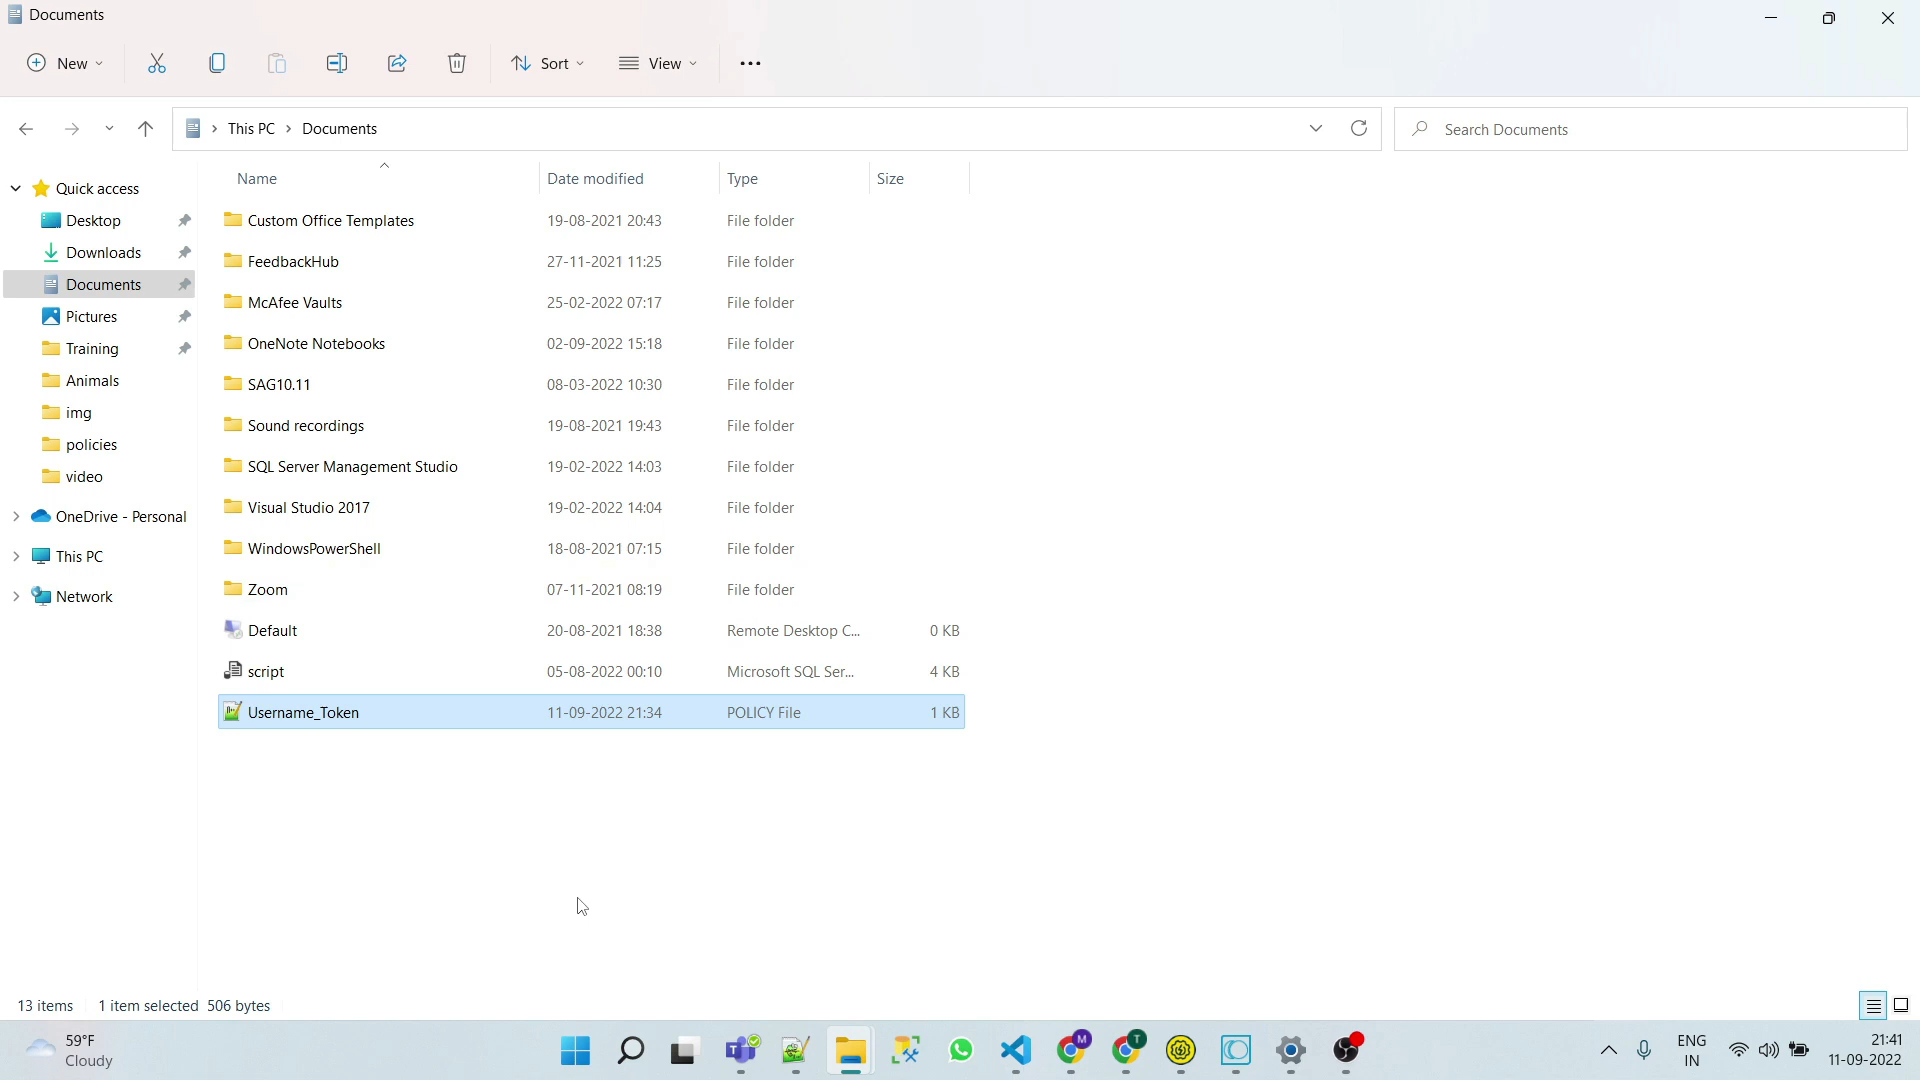 Documents
New
Sort
View
This PC
Documents
Search Documents
Name
Date modified
Type
Size
Quick access
Desktop
Downloads
Documents
Pictures
Training
Animals
img
policies
video
OneDrive - Personal
This PC
Network
Custom Office Templates 19-08-2021 20:43 File folder
FeedbackHub 27-11-2021 11:25 File folder
McAfee Vaults 25-02-2022 07:17 File folder
OneNote Notebooks 02-09-2022 15:18 File folder
SAG10.11 08-03-2022 10:30 File folder
Sound recordings 19-08-2021 19:43 File folder
SQL Server Management Studio 19-02-2022 14:03 File folder
Visual Studio 2017 19-02-2022 14:04 File folder
WindowsPowerShell 18-08-2021 07:15 File folder
Zoom 07-11-2021 08:19 File folder
Default 20-08-2021 18:38 Remote Desktop C... 0 KB
script 05-08-2022 00:10 Microsoft SQL Ser... 4 KB
Username_Token 11-09-2022 21:34 POLICY File 1 KB
13 items 1 item selected 506 bytes
59°F
Cloudy
M
T
ENG
IN
21:41
11-09-2022